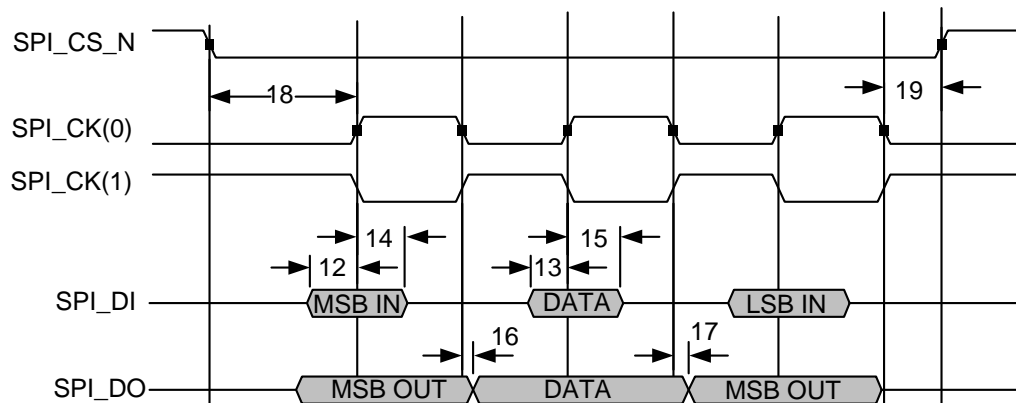 SPI_CS_N
18
19
SPI_CK(0)
SPI_CK(1)
14
15
12
13
SPI_DI
MSB IN
DATA
LSB IN
16
17
SPI_DO
MSB OUT
DATA
MSB OUT